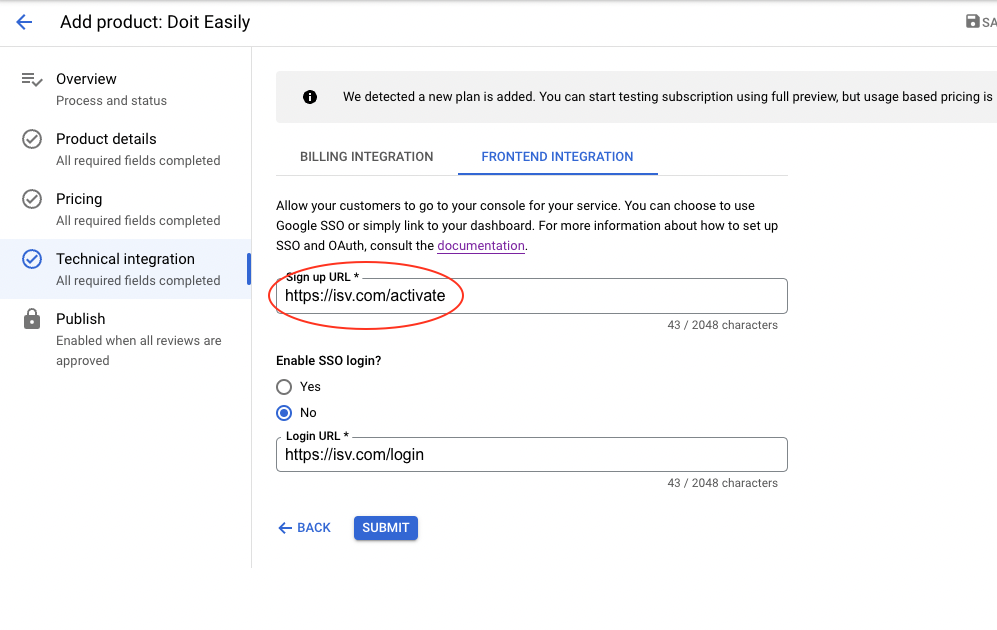 Add product: Doit Easily
SA
Overview
Process and status
Product details
All required fields completed
Pricing
All required fields completed
Technical integration
All required fields completed
Publish
Enabled when all reviews are
approved
We detected a new plan is added. You can start testing subscription using full preview, but usage based pricing is
BILLING INTEGRATION
FRONTEND INTEGRATION
Allow your customers to go to your console for your service. You can choose to use
Google SSO or simply link to your dashboard. For more information about how to set up
SSO and OAuth, consult the documentation.
Sign up URL *
https://isv.com/activate
43 / 2048 characters
Enable SSO login?
Yes
No
Login URL *
https://isv.com/login
43 / 2048 characters
BACK
SUBMIT